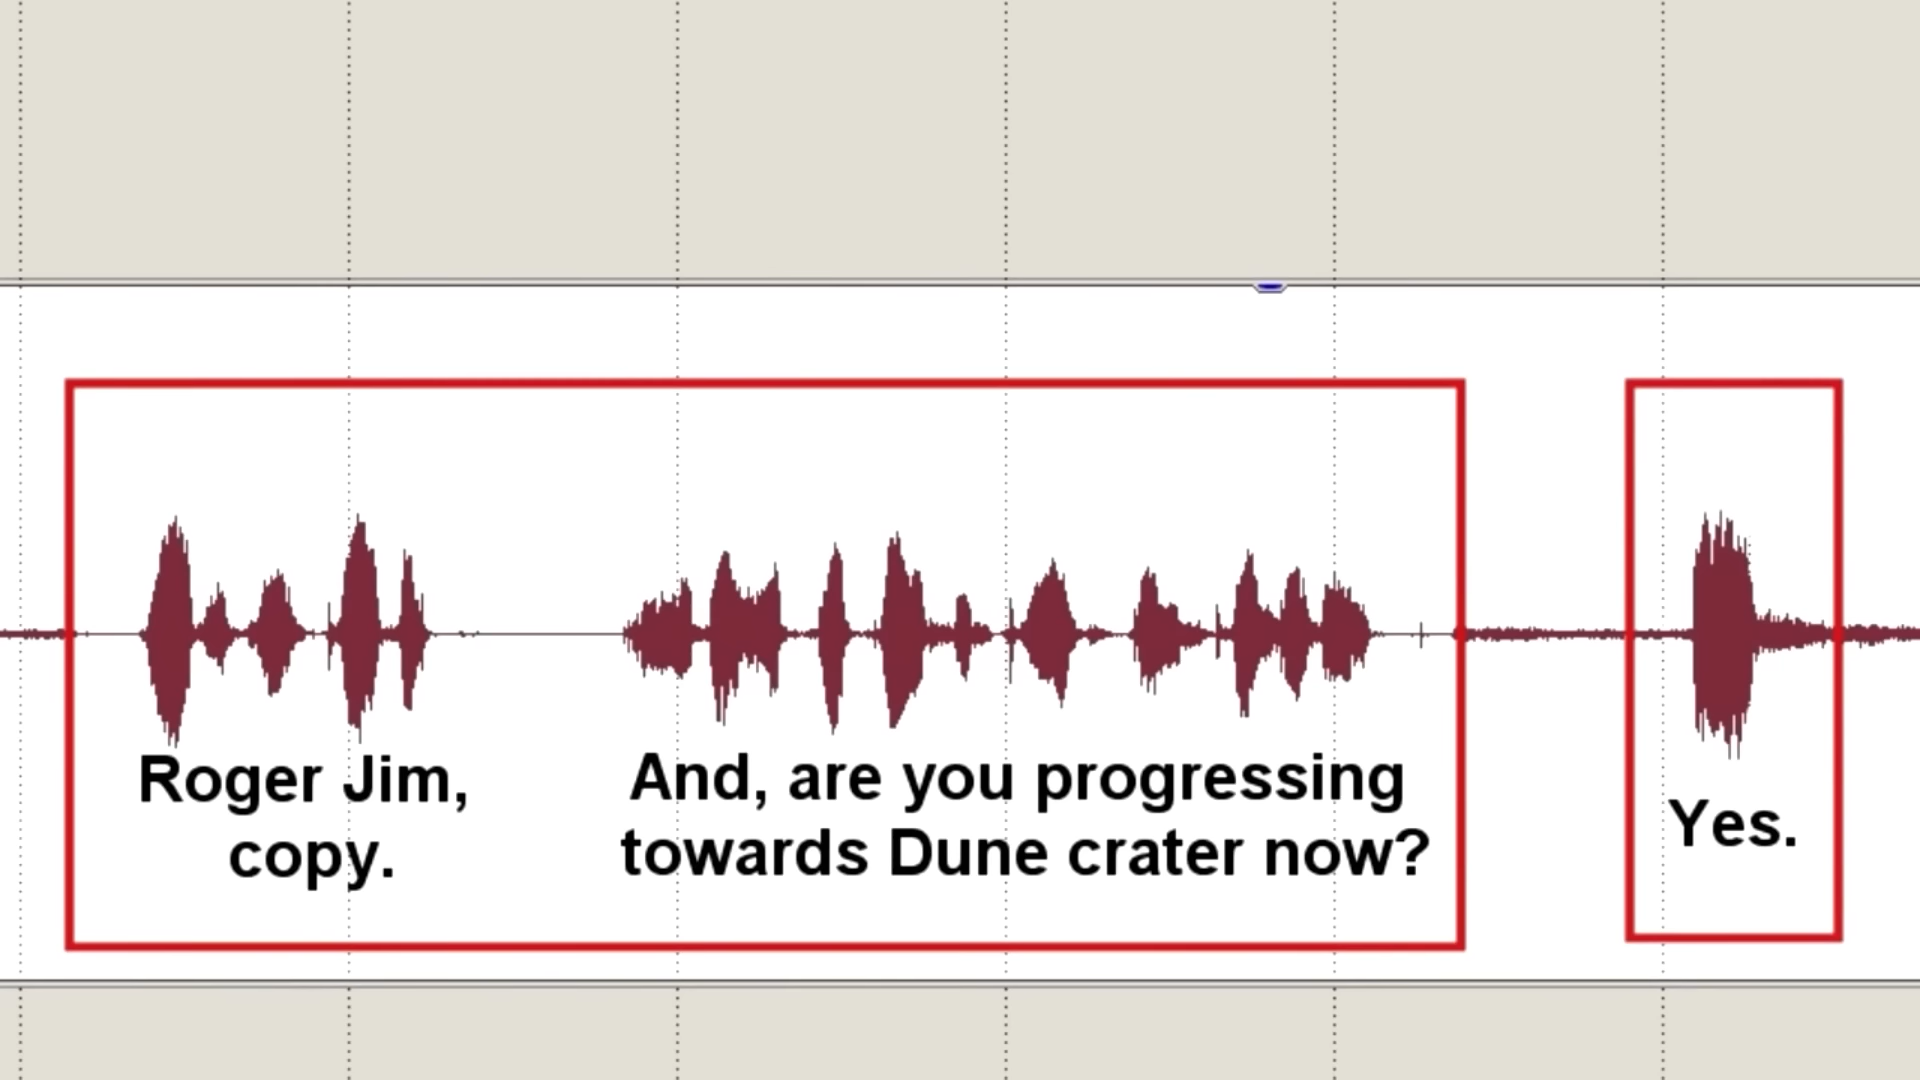 Roger Jim,
copy.
And, are you progressing
towards Dune crater now?
Yes.